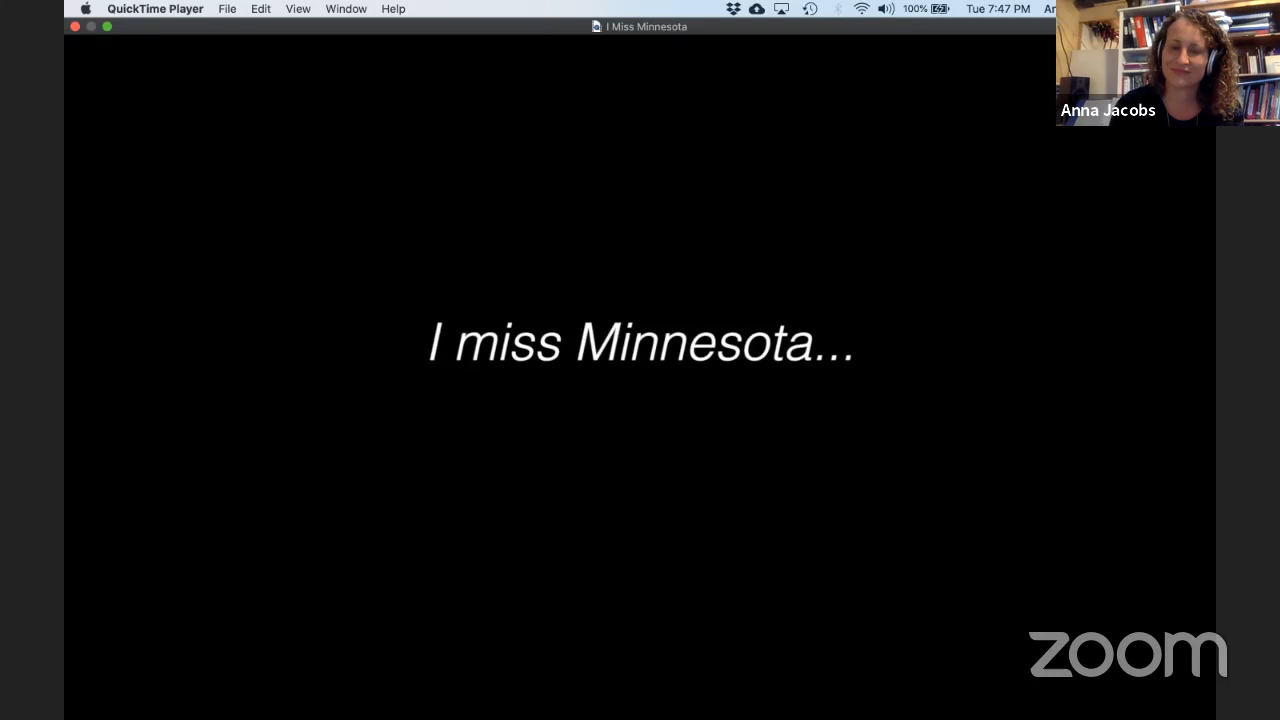 QuickTime Player File Edit View Window Help 100% Tue 7:47 PM
I Miss Minnesota
Anna Jacobs
I miss Minnesota...
zoom